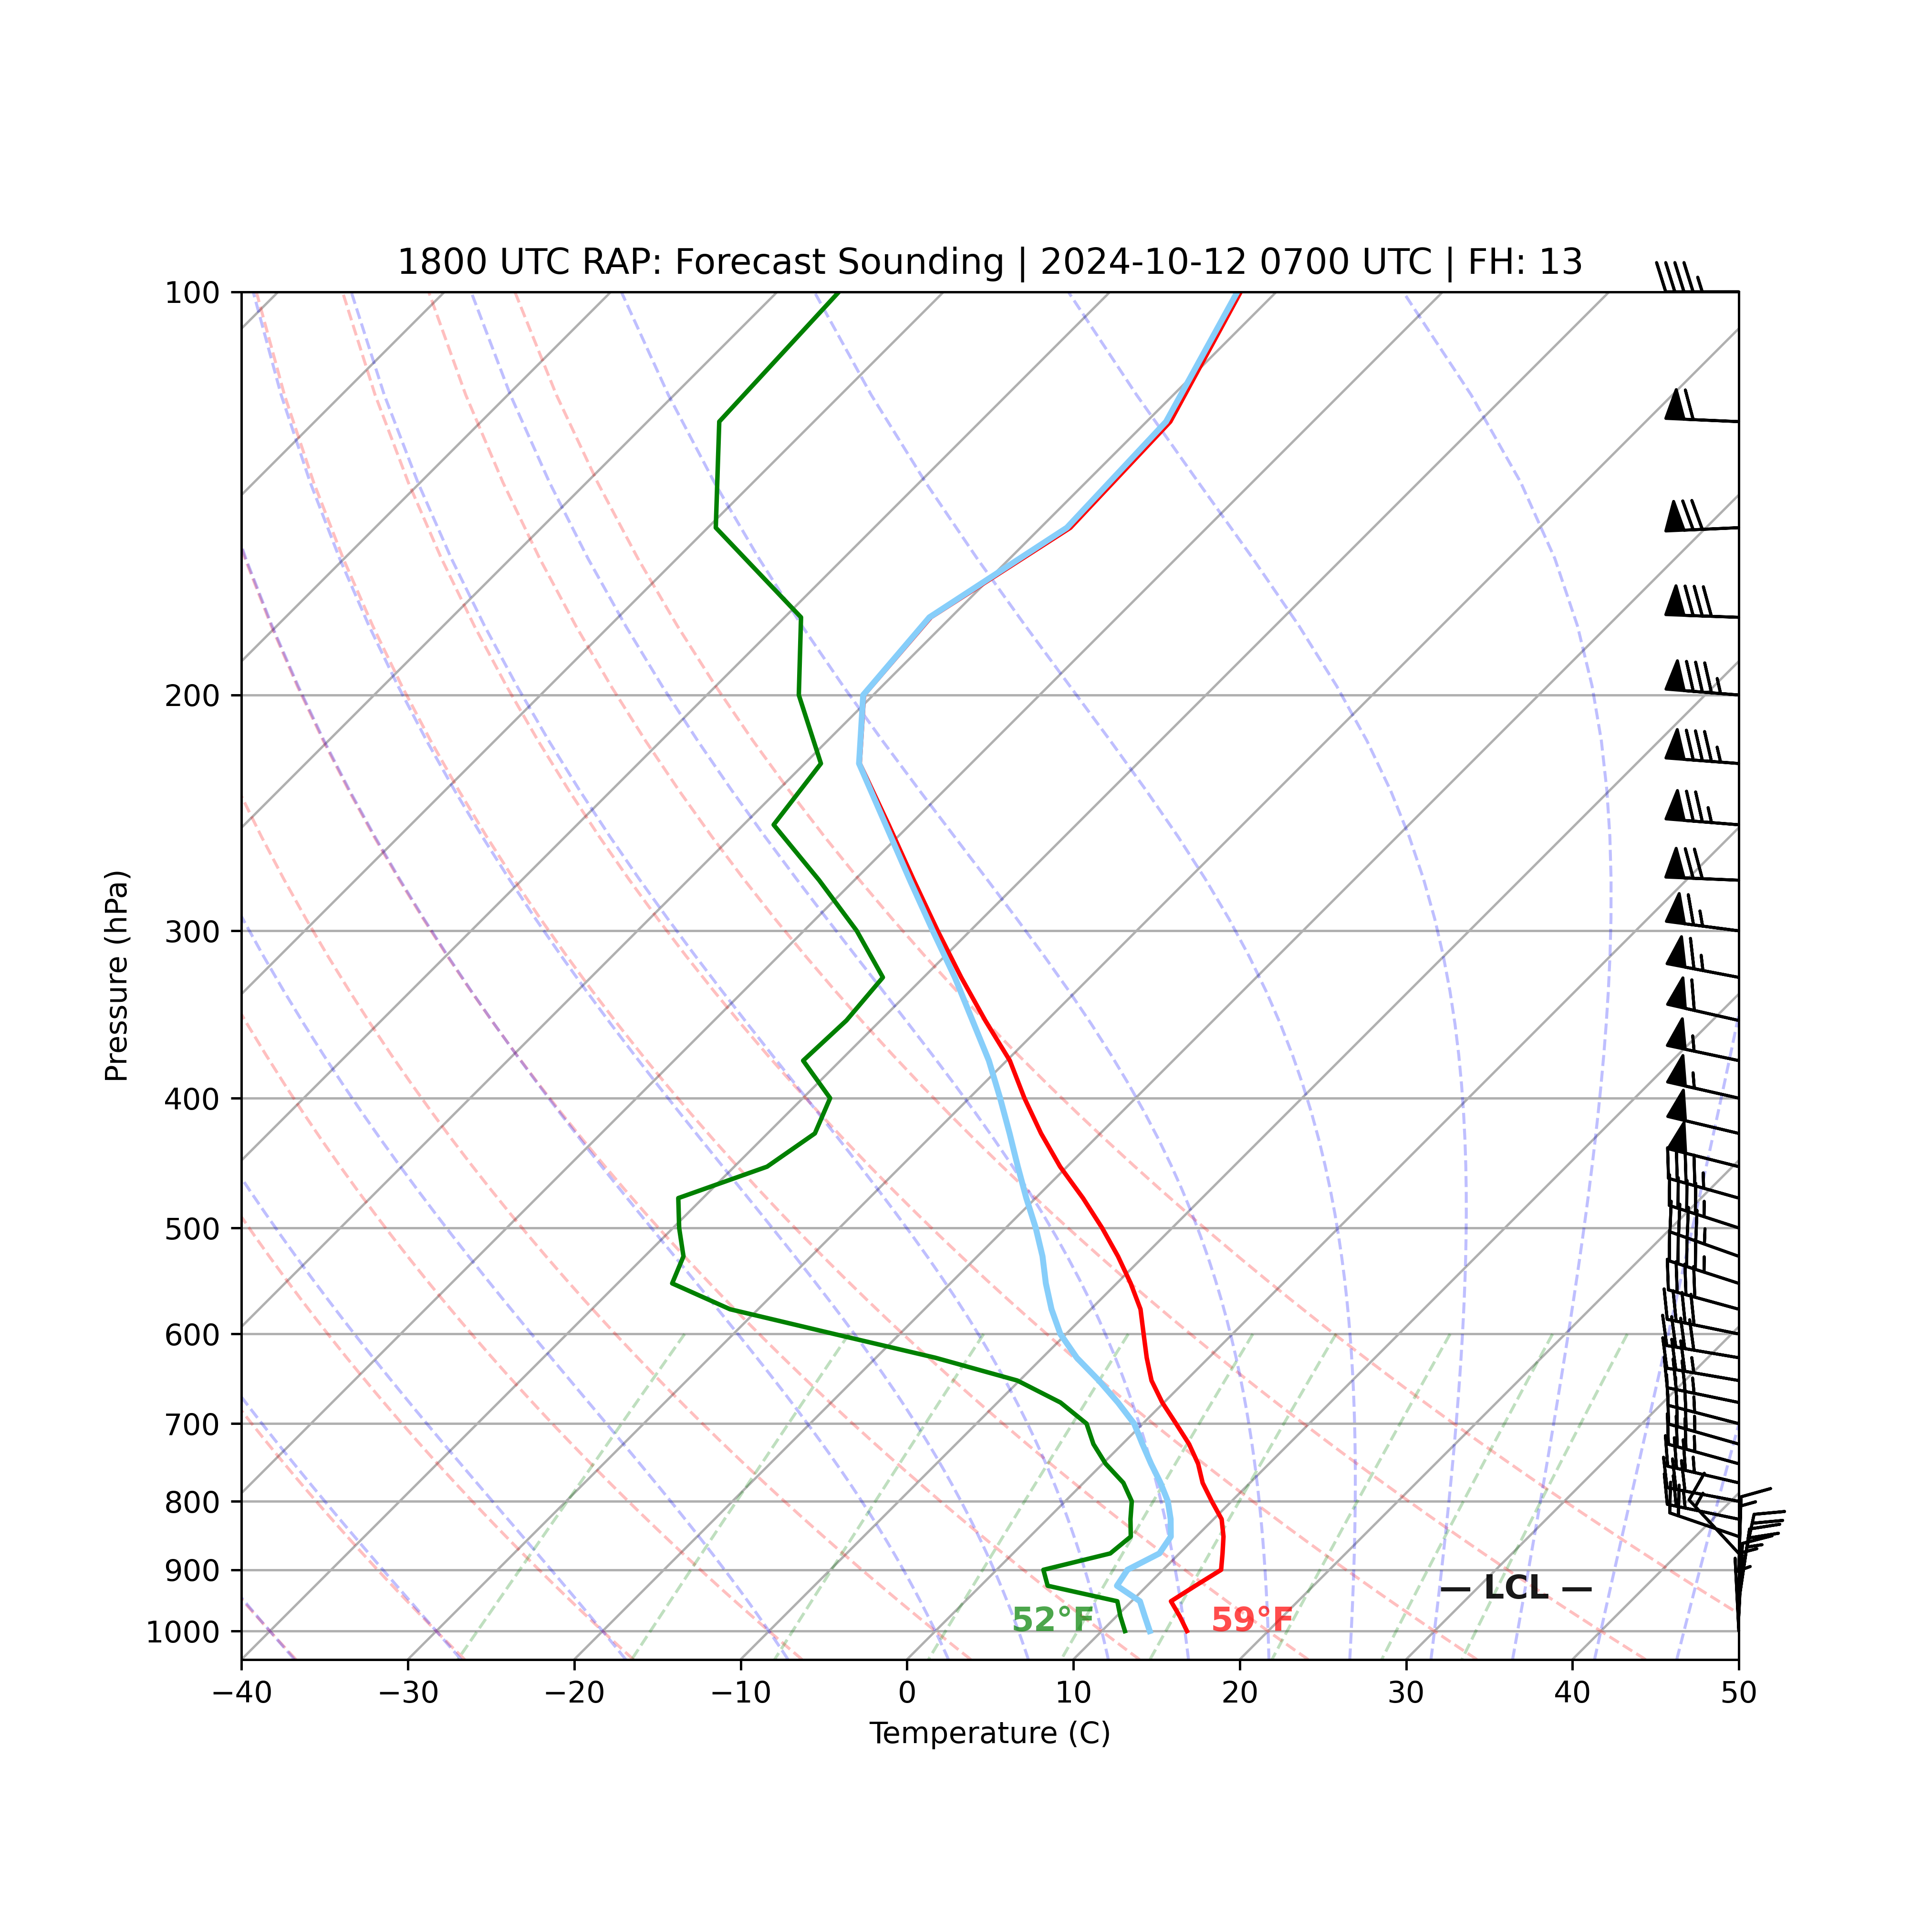 1800 UTC RAP: Forecast Sounding | 2024-10-12 0700 UTC | FH: 13
100
200
300
400
500
600
700
800
900
1000
Pressure (hPa)
— LCL —
52°F
59°F
−40 −30 −20 −10 0 10 20 30 40 50
Temperature (C)